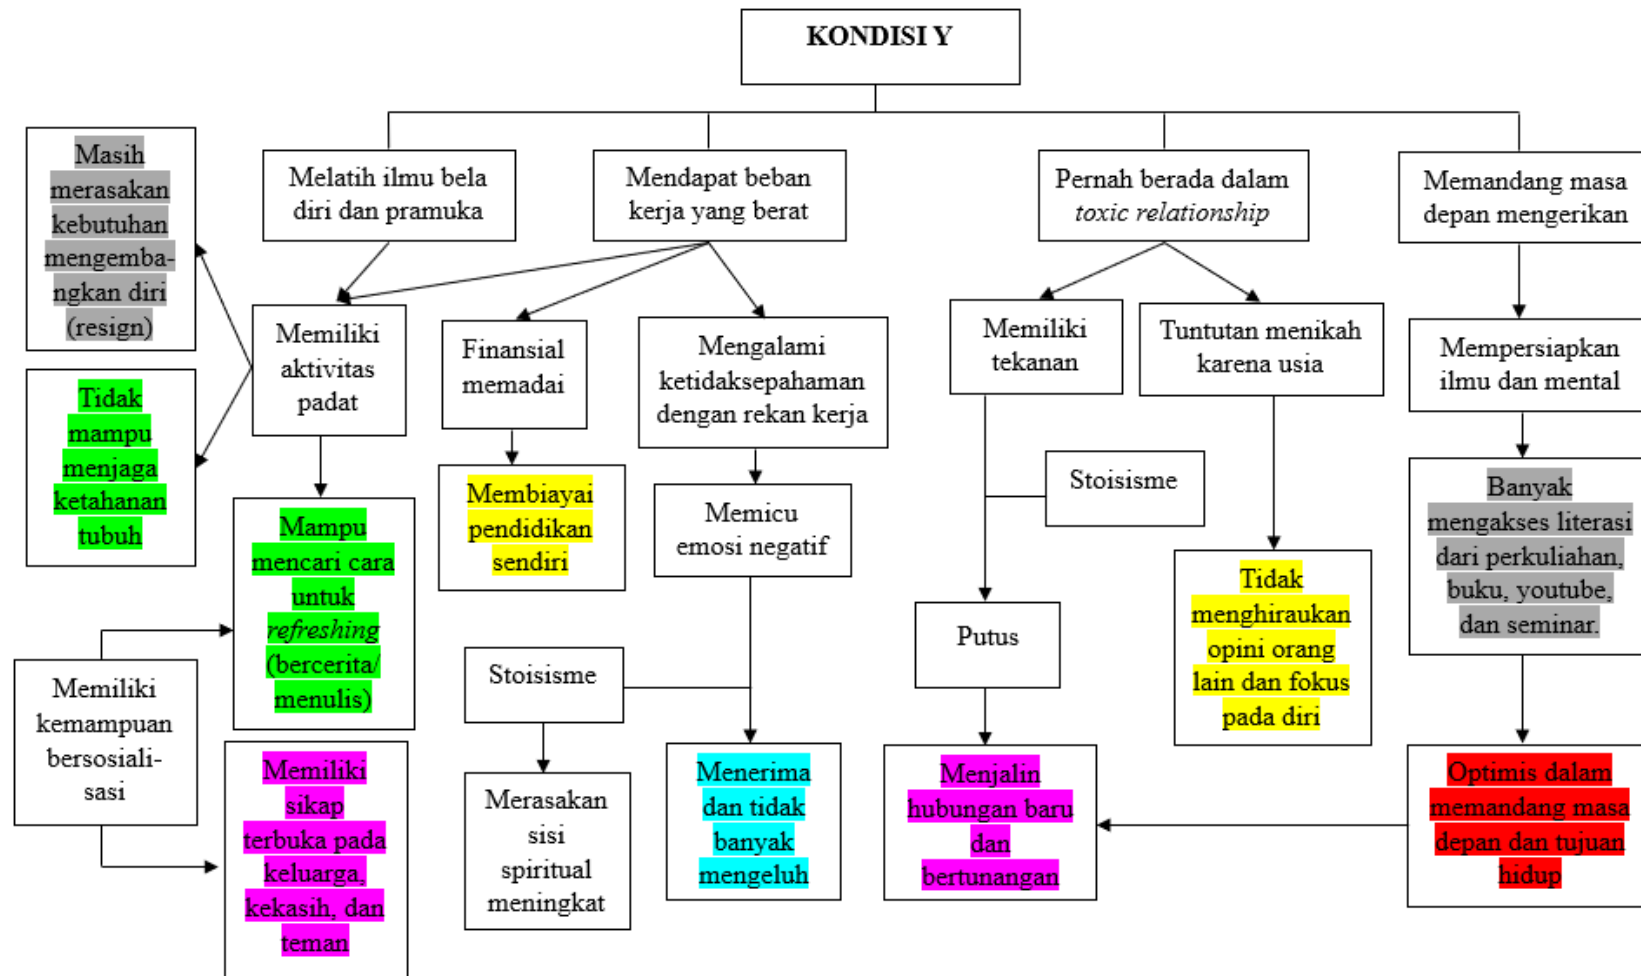 KONDISI Y
Masih
merasakan
kebutuhan
mengemba-
ngkan diri
(resign)
Melatih ilmu bela
diri dan pramuka
Mendapat beban
kerja yang berat
Pernah berada dalam
toxic relationship
Memandang masa
depan mengerikan
Tidak
mampu
menjaga
ketahanan
tubuh
Memiliki
aktivitas
padat
Finansial
memadai
Mengalami
ketidaksepahaman
dengan rekan kerja
Memiliki
tekanan
Tuntutan menikah
karena usia
Mempersiapkan
ilmu dan mental
Membiayai
pendidikan
sendiri
Memicu
emosi negatif
Stoisisme
Banyak
mengakses literasi
dari perkuliahan,
buku, youtube,
dan seminar.
Mampu
mencari cara
untuk
refreshing
(bercerita/
menulis)
Tidak
menghiraukan
opini orang
lain dan fokus
pada diri
Putus
Memiliki
kemampuan
bersosiali-
sasi
Stoisisme
Memiliki
sikap
terbuka pada
keluarga,
kekasih, dan
teman
Merasakan
sisi
spiritual
meningkat
Menerima
dan tidak
banyak
mengeluh
Menjalin
hubungan baru
dan
bertunangan
Optimis dalam
memandang masa
depan dan tujuan
hidup